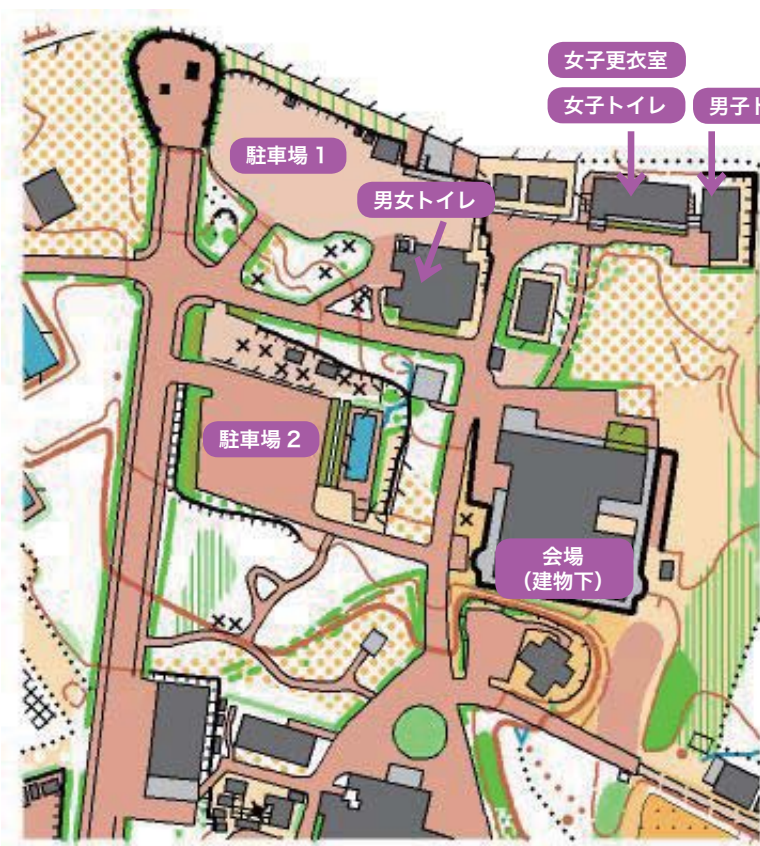 女子更衣室
女子トイレ
男子ト
駐車場1
男女トイレ
駐車場2
会場
(建物下)